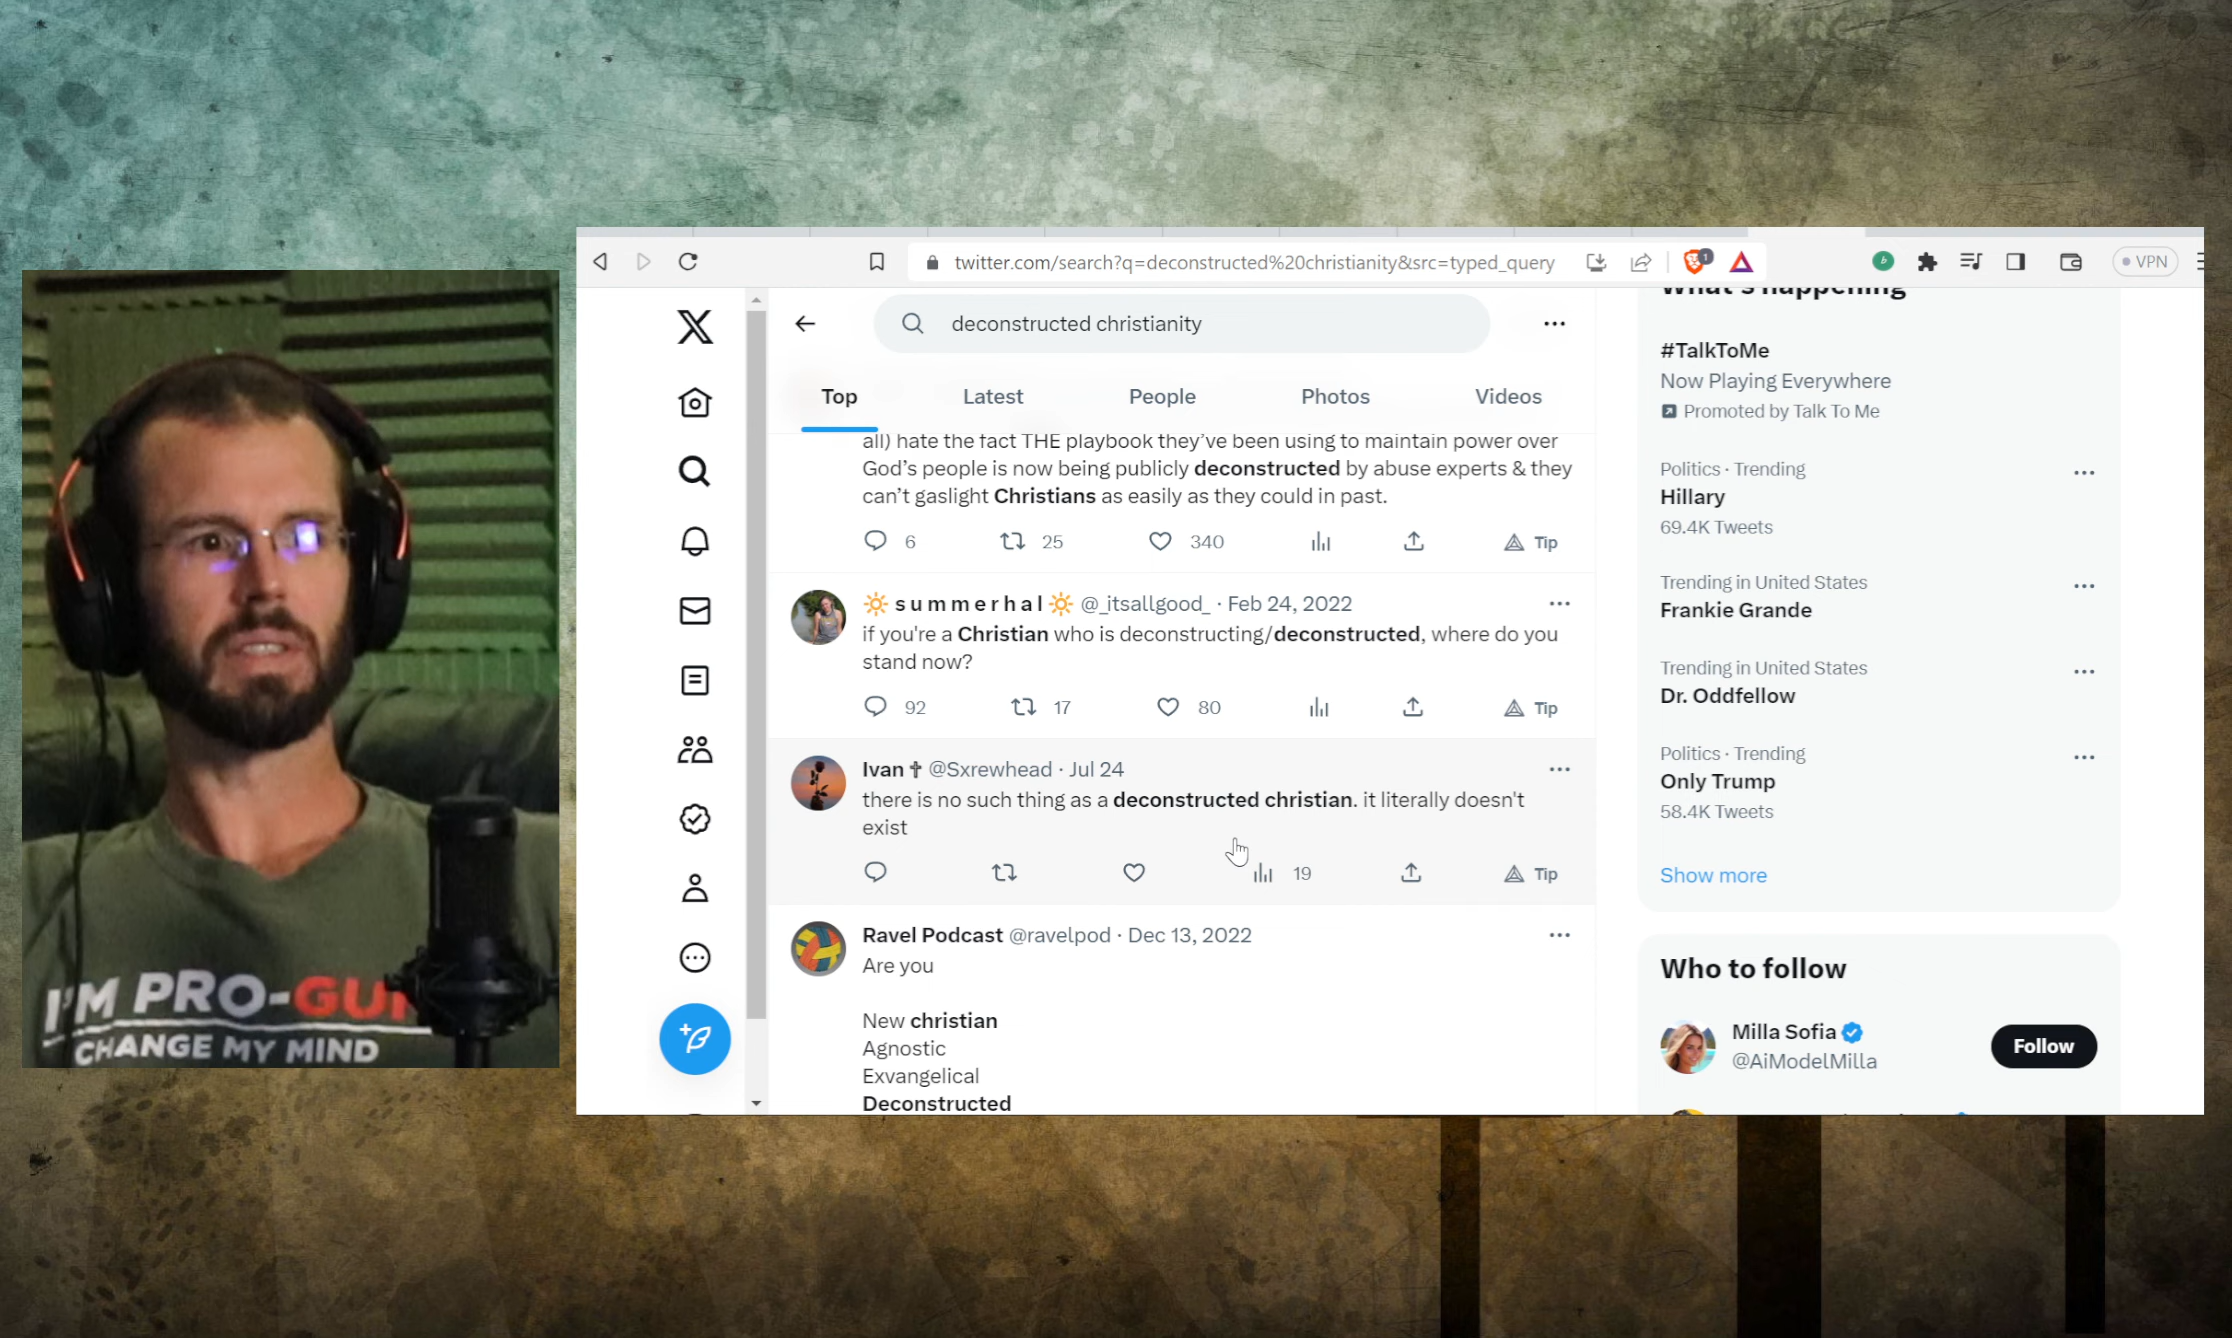 twitter.com/search?q=deconstructed%20christianity&src=typed_query
1
b
VPN
deconstructed christianity
Top
Latest
People
Photos
Videos
all) hate the fact THE playbook they've been using to maintain power over
God's people is now being publicly deconstructed by abuse experts & they
can't gaslight Christians as easily as they could in past.
6 25 340 Tip
s u m m e r h a l @_itsallgood_ · Feb 24, 2022
if you're a Christian who is deconstructing/deconstructed, where do you
stand now?
92 17 80 Tip
Ivan ✝ @Sxrewhead · Jul 24
there is no such thing as a deconstructed christian. it literally doesn't
exist
19 Tip
Ravel Podcast @ravelpod · Dec 13, 2022
Are you
New christian
Agnostic
Exvangelical
Deconstructed
What's happening
#TalkToMe
Now Playing Everywhere
Promoted by Talk To Me
Politics · Trending
Hillary
69.4K Tweets
Trending in United States
Frankie Grande
Trending in United States
Dr. Oddfellow
Politics · Trending
Only Trump
58.4K Tweets
Show more
Who to follow
Milla Sofia
@AiModelMilla
Follow
I'M PRO-GUN
CHANGE MY MIND